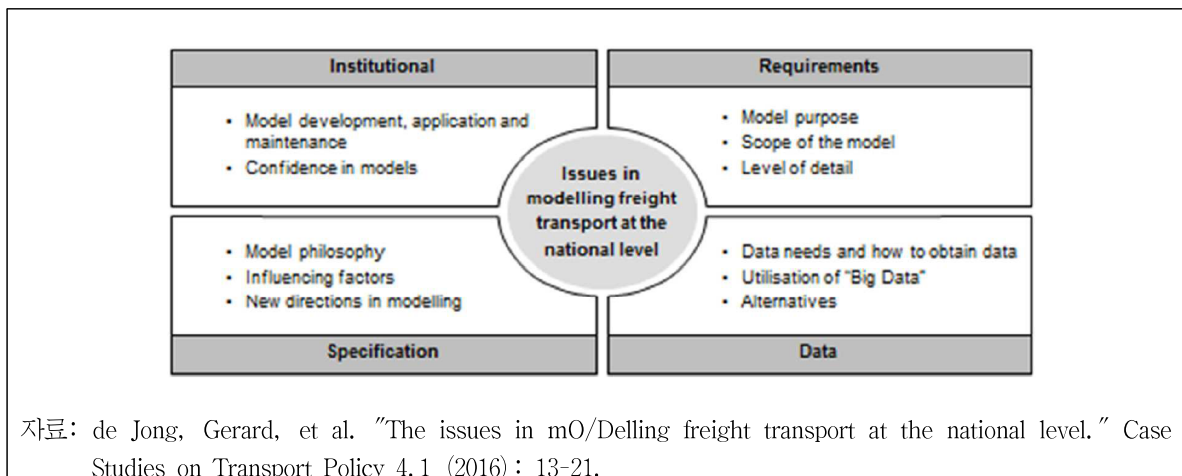 Institutional
• Model development, application and
maintenance
• Confidence in models
Requirements
• Model purpose
• Scope of the model
• Level of detail
Issues in
modelling freight
transport at the
national level
• Model philosophy
• Influencing factors
• New directions in modelling
Specification
• Data needs and how to obtain data
• Utilisation of "Big Data"
• Alternatives
Data
자료: de Jong, Gerard, et al. "The issues in mO/Delling freight transport at the national level." Case
Studies on Transport Policy 4.1 (2016): 13-21.